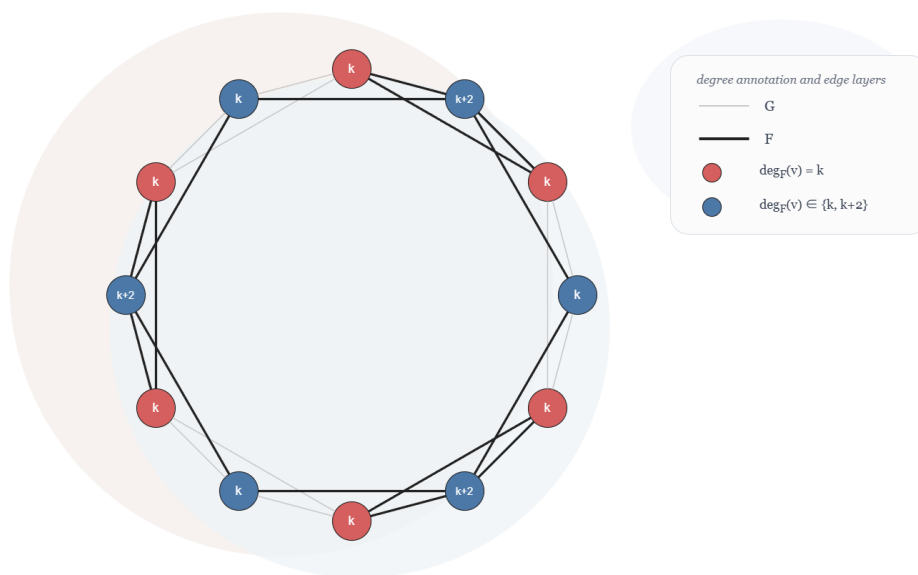 k
k
k+2
degree annotation and edge layers
G
F
deg_F(v) = k
deg_F(v) ∈ {k, k+2}
k
k
k+2
k
k
k
k
k+2
k